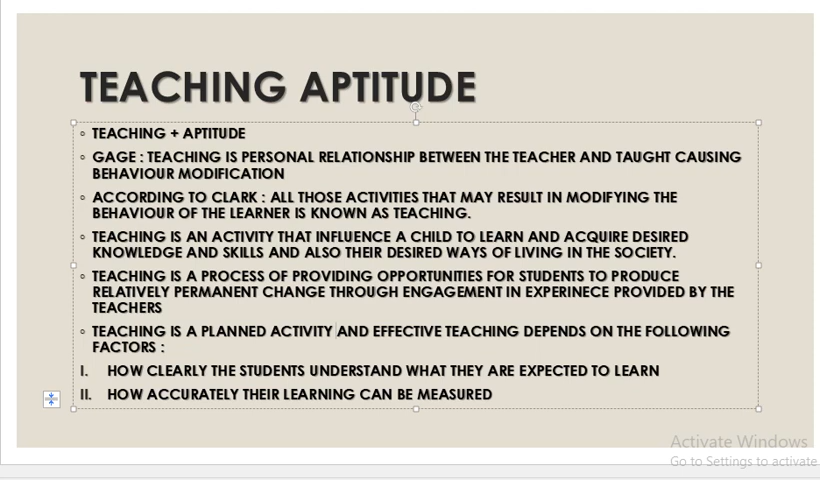 TEACHING APTITUDE
◦ TEACHING + APTITUDE
◦ GAGE : TEACHING IS PERSONAL RELATIONSHIP BETWEEN THE TEACHER AND TAUGHT CAUSING
BEHAVIOUR MODIFICATION
◦ ACCORDING TO CLARK : ALL THOSE ACTIVITIES THAT MAY RESULT IN MODIFYING THE
BEHAVIOUR OF THE LEARNER IS KNOWN AS TEACHING.
◦ TEACHING IS AN ACTIVITY THAT INFLUENCE A CHILD TO LEARN AND ACQUIRE DESIRED
KNOWLEDGE AND SKILLS AND ALSO THEIR DESIRED WAYS OF LIVING IN THE SOCIETY.
◦ TEACHING IS A PROCESS OF PROVIDING OPPORTUNITIES FOR STUDENTS TO PRODUCE
RELATIVELY PERMANENT CHANGE THROUGH ENGAGEMENT IN EXPERINECE PROVIDED BY THE
TEACHERS
◦ TEACHING IS A PLANNED ACTIVITY AND EFFECTIVE TEACHING DEPENDS ON THE FOLLOWING
FACTORS :
I. HOW CLEARLY THE STUDENTS UNDERSTAND WHAT THEY ARE EXPECTED TO LEARN
II. HOW ACCURATELY THEIR LEARNING CAN BE MEASURED
Activate Windows
Go to Settings to activate